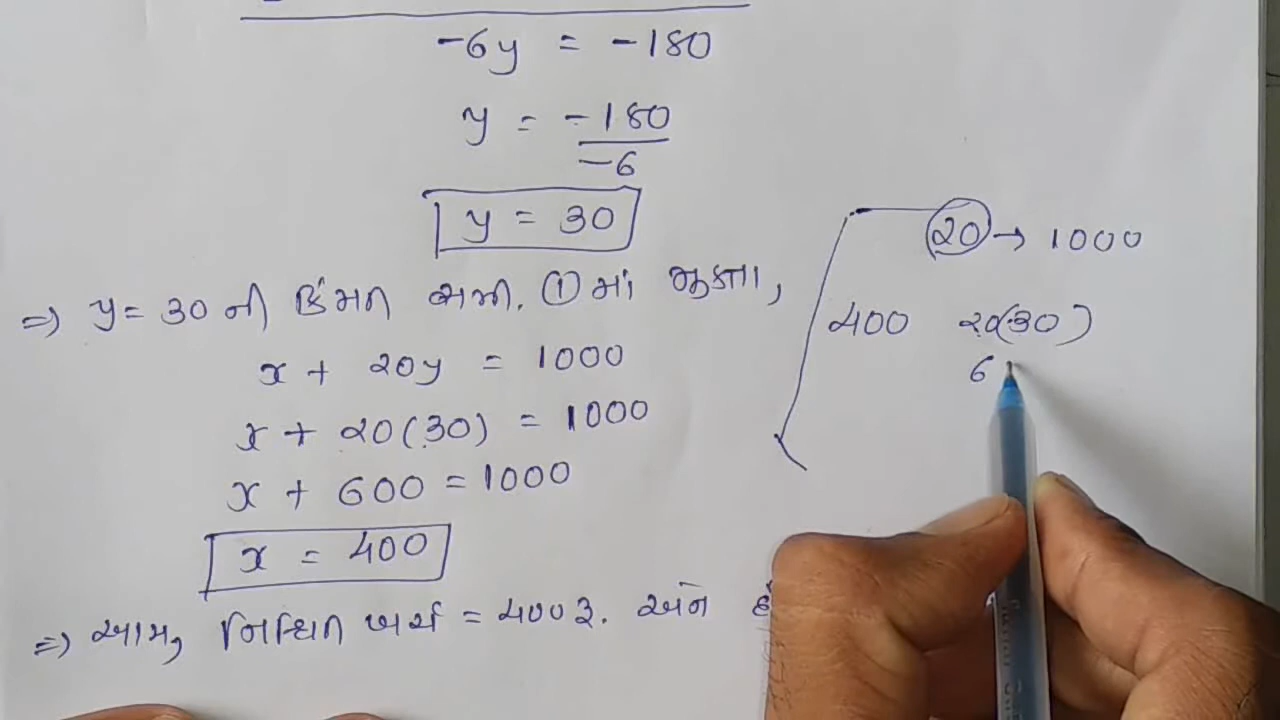 -6y = -180
y = -180
-6
y = 30
⇒ y = 30 ની કિંમત સમી. ① માં મુકતા,
x + 20y = 1000
x + 20(30) = 1000
x + 600 = 1000
x = 400
⇒ આમ, નિશ્ચિત ખર્ચ = 400 રૂ. અને
20 → 1000
400 20(30)
6